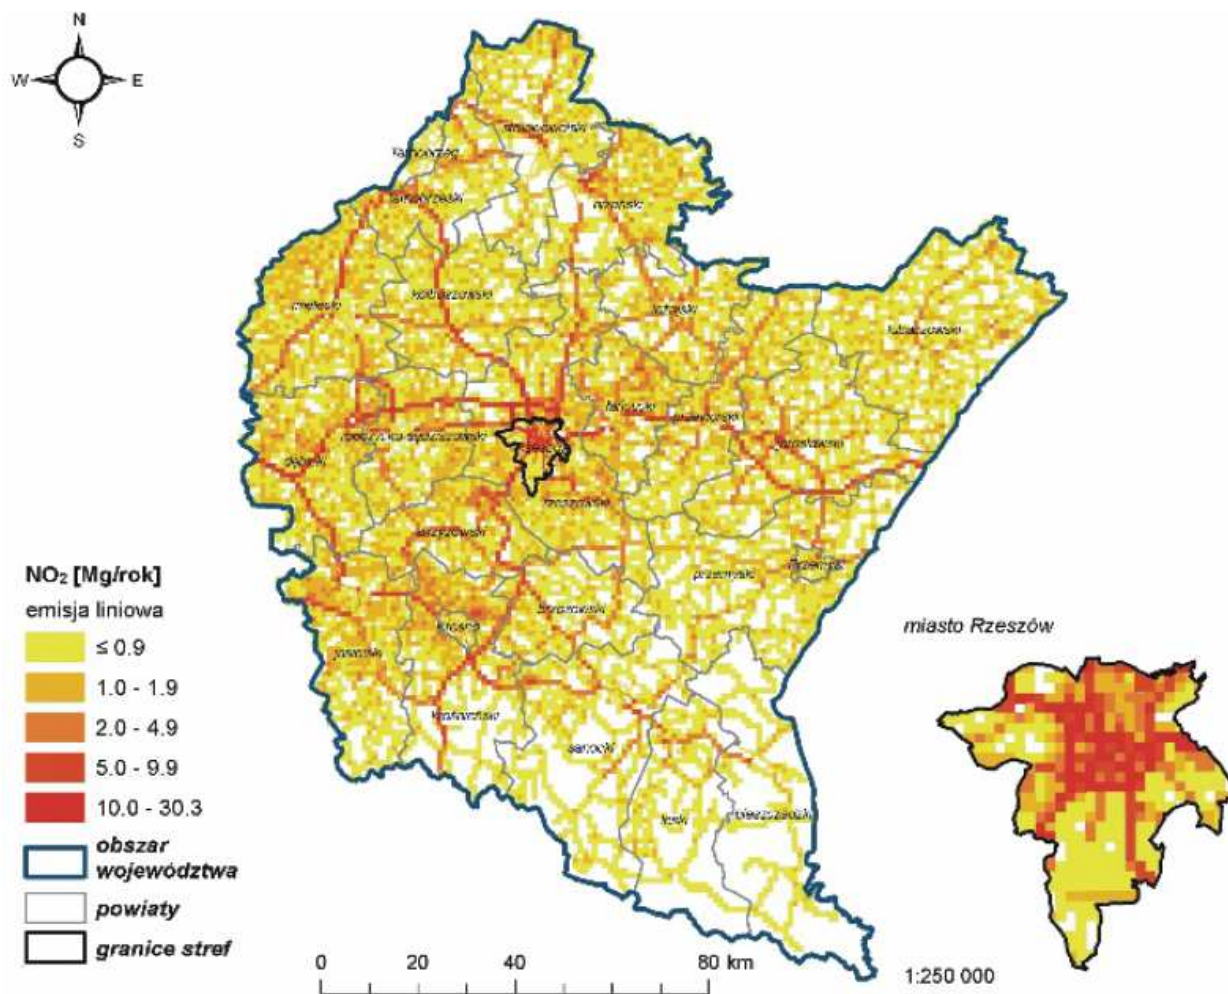 N
W E
S
stalowowolski
tarnobrzeski
niżański
mielecki
kolbuszowski
leżajski
lubaczowski
łańcucki
przeworski
jarosławski
ropczycko-sędziszowski
dębicki
rzeszowski
strzyżowski
przemyski
brzozowski
Krosno
jasielski
krośnieński
sanocki
leski
bieszczadzki
NO₂ [Mg/rok]
emisja liniowa
≤ 0.9
1.0 - 1.9
2.0 - 4.9
5.0 - 9.9
10.0 - 30.3
obszar
województwa
powiaty
granice stref
miasto Rzeszów
0 20 40 80 km
1:250 000